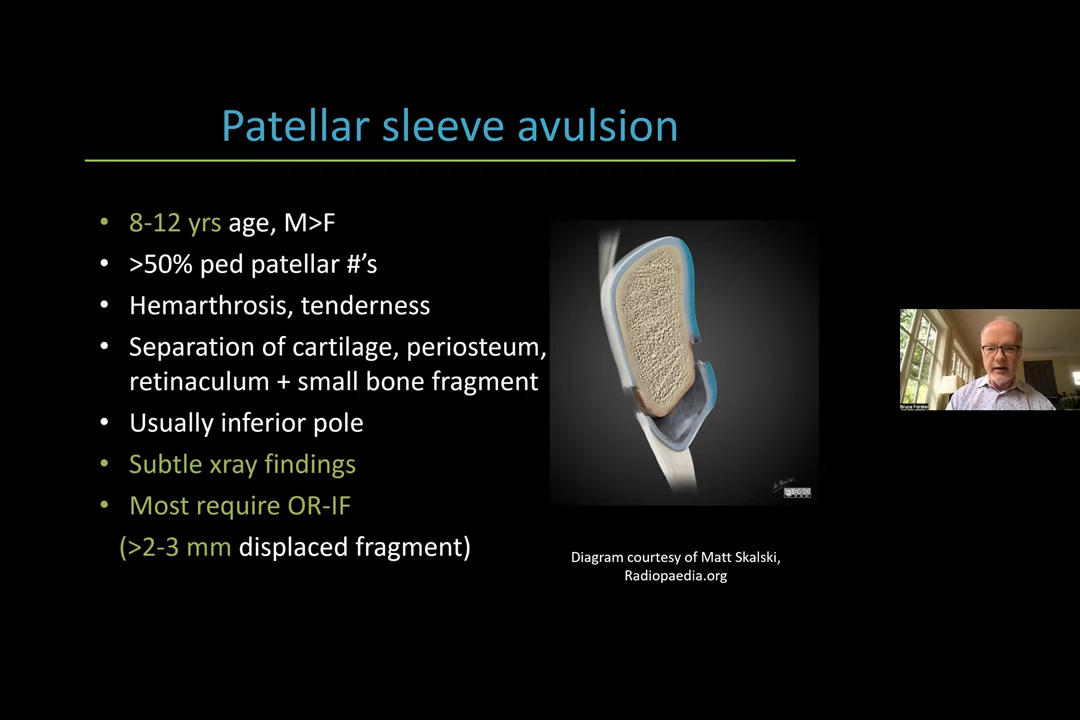 Patellar sleeve avulsion
• 8-12 yrs age, M>F
• >50% ped patellar #'s
• Hemarthrosis, tenderness
• Separation of cartilage, periosteum,
retinaculum + small bone fragment
• Usually inferior pole
• Subtle xray findings
• Most require OR-IF
(>2-3 mm displaced fragment)
Diagram courtesy of Matt Skalski,
Radiopaedia.org
Bruce Forster